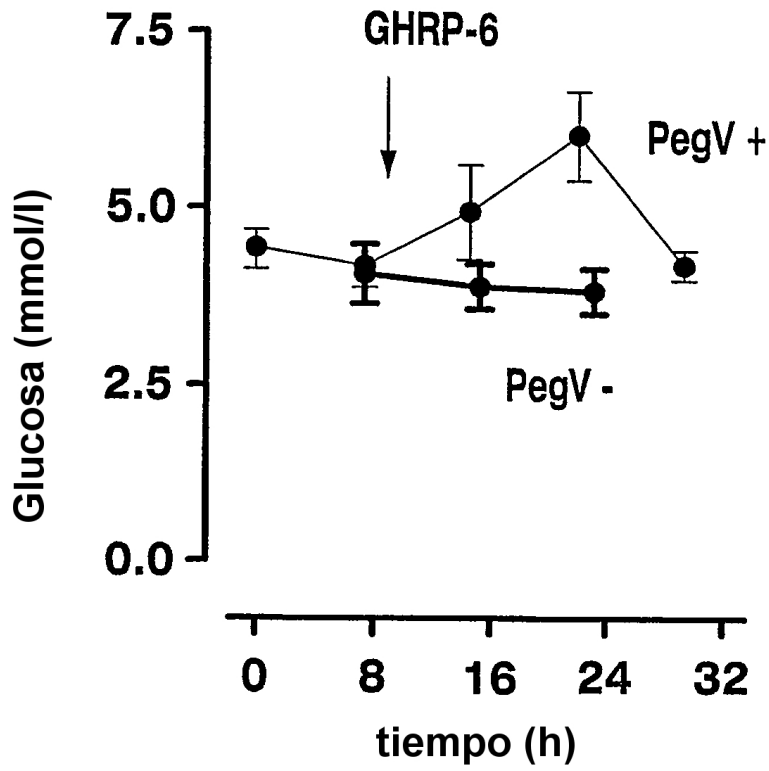 7.5
GHRP-6
PegV +
5.0
2.5
PegV -
0.0
Glucosa (mmol/l)
0 8 16 24 32
tiempo (h)